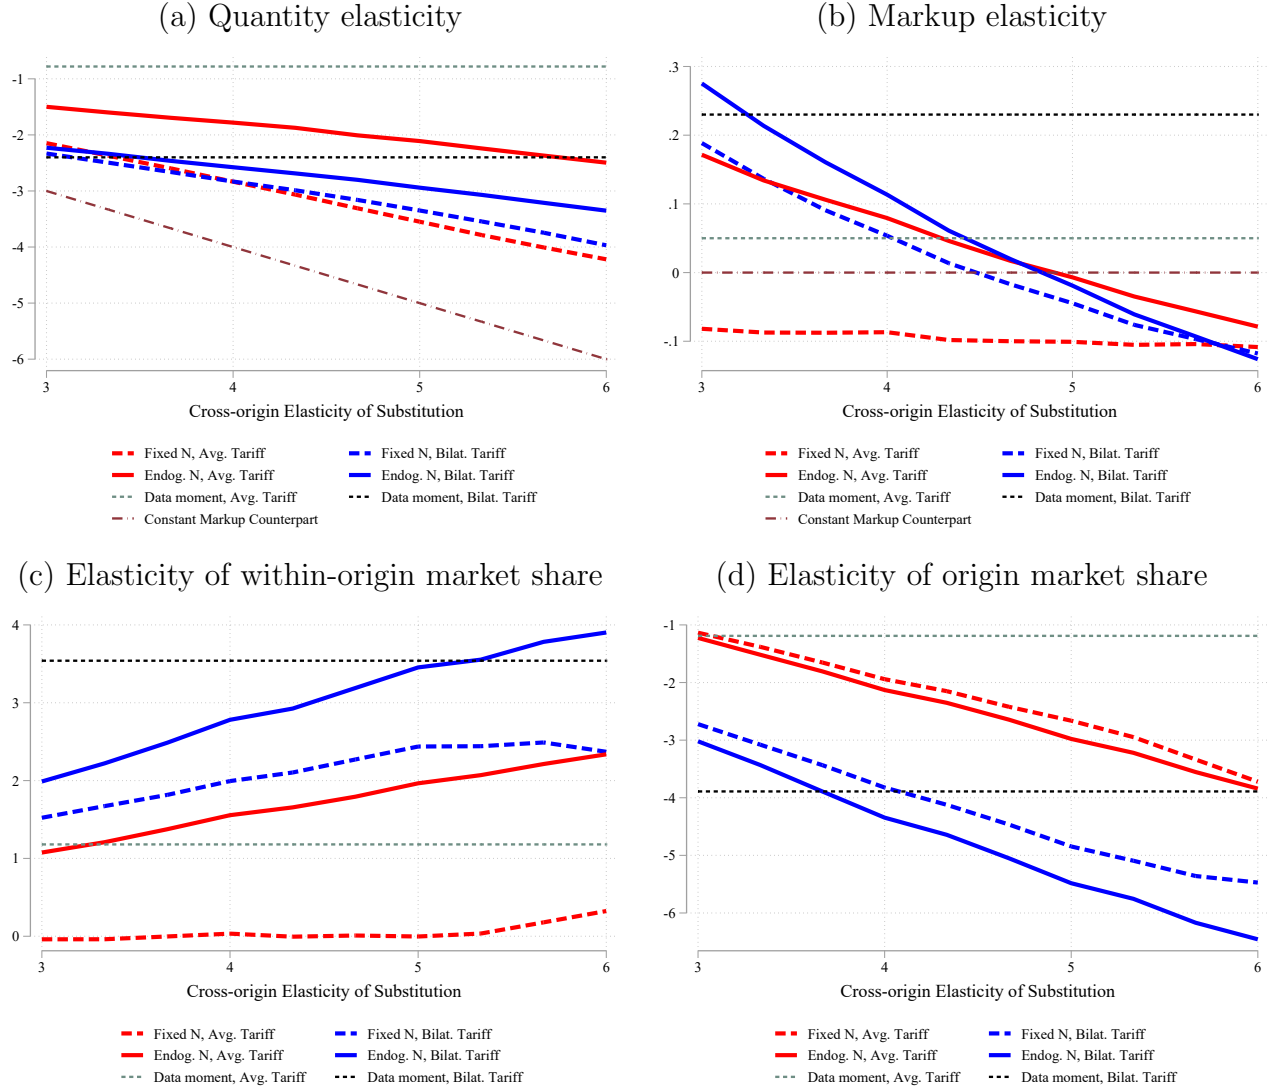 (a) Quantity elasticity
-1
-2
-3
-4
-5
-6
3 4 5 6
Cross-origin Elasticity of Substitution
Fixed N, Avg. Tariff Fixed N, Bilat. Tariff
Endog. N, Avg. Tariff Endog. N, Bilat. Tariff
Data moment, Avg. Tariff Data moment, Bilat. Tariff
Constant Markup Counterpart
(b) Markup elasticity
.3
.2
.1
0
-.1
3 4 5 6
Cross-origin Elasticity of Substitution
Fixed N, Avg. Tariff Fixed N, Bilat. Tariff
Endog. N, Avg. Tariff Endog. N, Bilat. Tariff
Data moment, Avg. Tariff Data moment, Bilat. Tariff
Constant Markup Counterpart
(c) Elasticity of within-origin market share
4
3
2
1
0
3 4 5 6
Cross-origin Elasticity of Substitution
Fixed N, Avg. Tariff Fixed N, Bilat. Tariff
Endog. N, Avg. Tariff Endog. N, Bilat. Tariff
Data moment, Avg. Tariff Data moment, Bilat. Tariff
(d) Elasticity of origin market share
-1
-2
-3
-4
-5
-6
3 4 5 6
Cross-origin Elasticity of Substitution
Fixed N, Avg. Tariff Fixed N, Bilat. Tariff
Endog. N, Avg. Tariff Endog. N, Bilat. Tariff
Data moment, Avg. Tariff Data moment, Bilat. Tariff